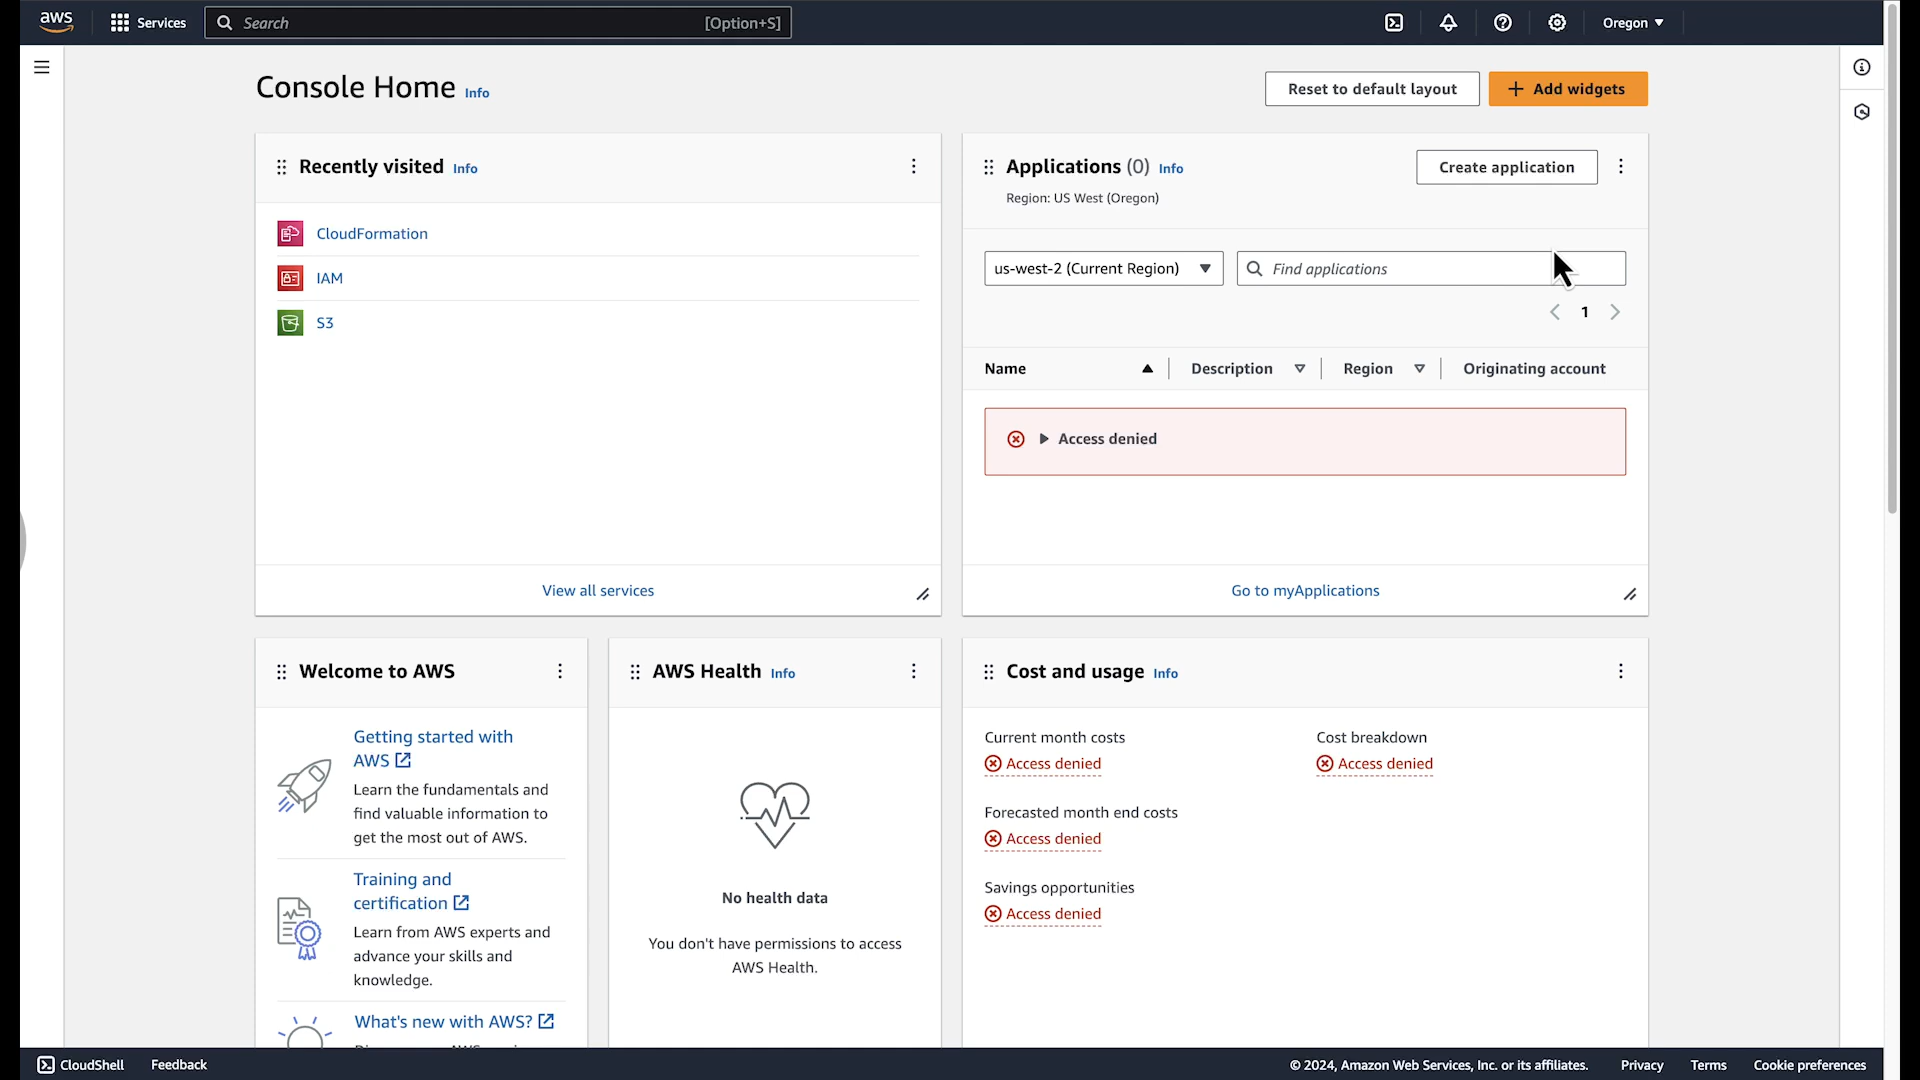 aws
Services
Search
[Option+S]
Oregon
Console Home Info
Reset to default layout
Add widgets
Recently visited Info
CloudFormation
IAM
S3
View all services
Applications (0) Info
Region: US West (Oregon)
Create application
us-west-2 (Current Region)
Find applications
1
Name
Description
Region
Originating account
Access denied
Go to myApplications
Welcome to AWS
Getting started with
AWS
Learn the fundamentals and
find valuable information to
get the most out of AWS.
Training and
certification
Learn from AWS experts and
advance your skills and
knowledge.
What's new with AWS?
AWS Health Info
No health data
You don't have permissions to access
AWS Health.
Cost and usage Info
Current month costs
Access denied
Forecasted month end costs
Access denied
Savings opportunities
Access denied
Cost breakdown
Access denied
CloudShell
Feedback
© 2024, Amazon Web Services, Inc. or its affiliates.
Privacy
Terms
Cookie preferences